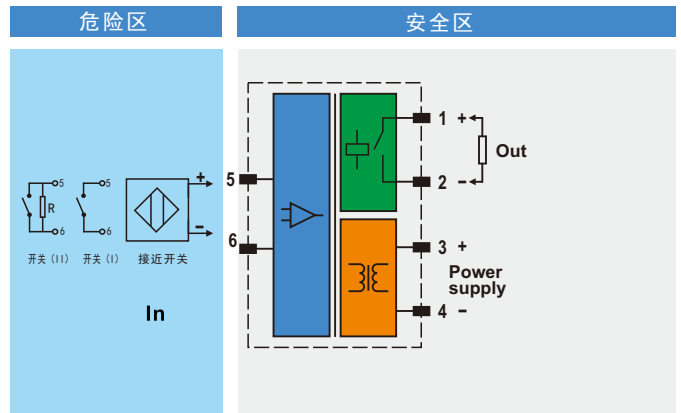 危险区
安全区
5
R
6
开关(II)
5
6
开关(I)
+
-
接近开关
In
5
6
1 +
2 -
Out
3 +
Power
supply
4 -